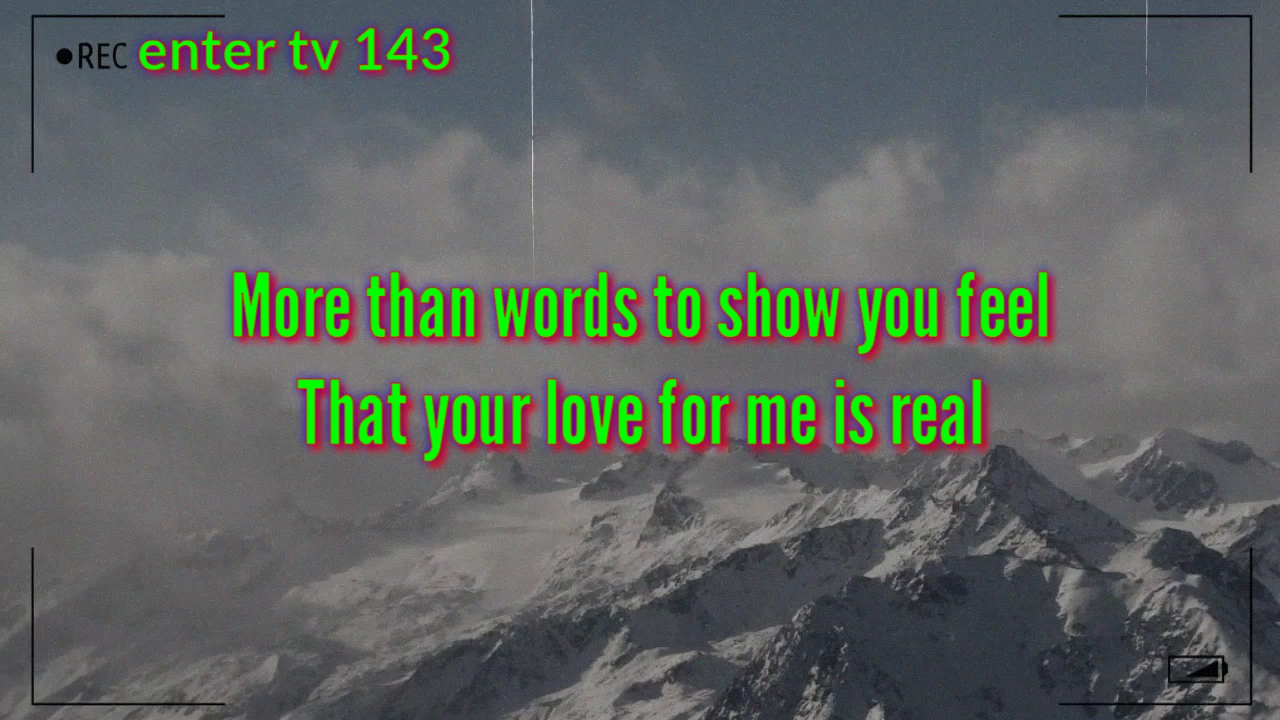 ●REC enter tv 143
More than words to show you feel
That your love for me is real